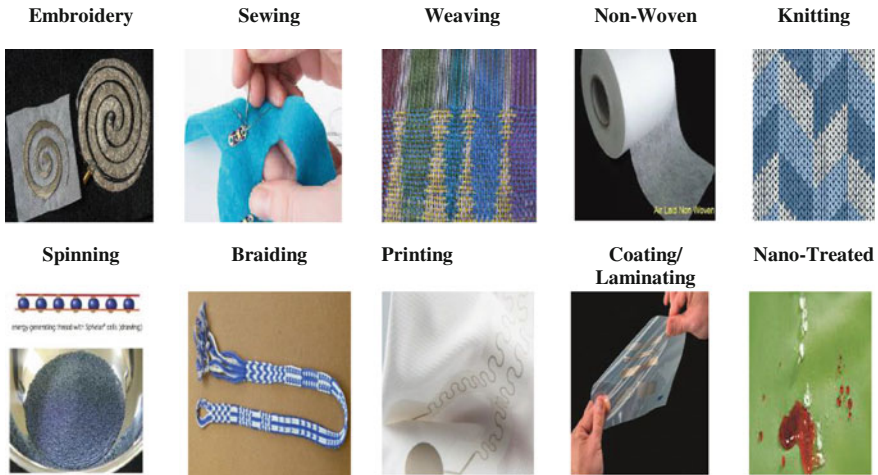 Embroidery
Sewing
Weaving
Non-Woven
Knitting
Air Laid Non Woven
Spinning
Braiding
Printing
Coating/
Laminating
Nano-Treated
energy generating thread with Sphelar® cells (drawing)